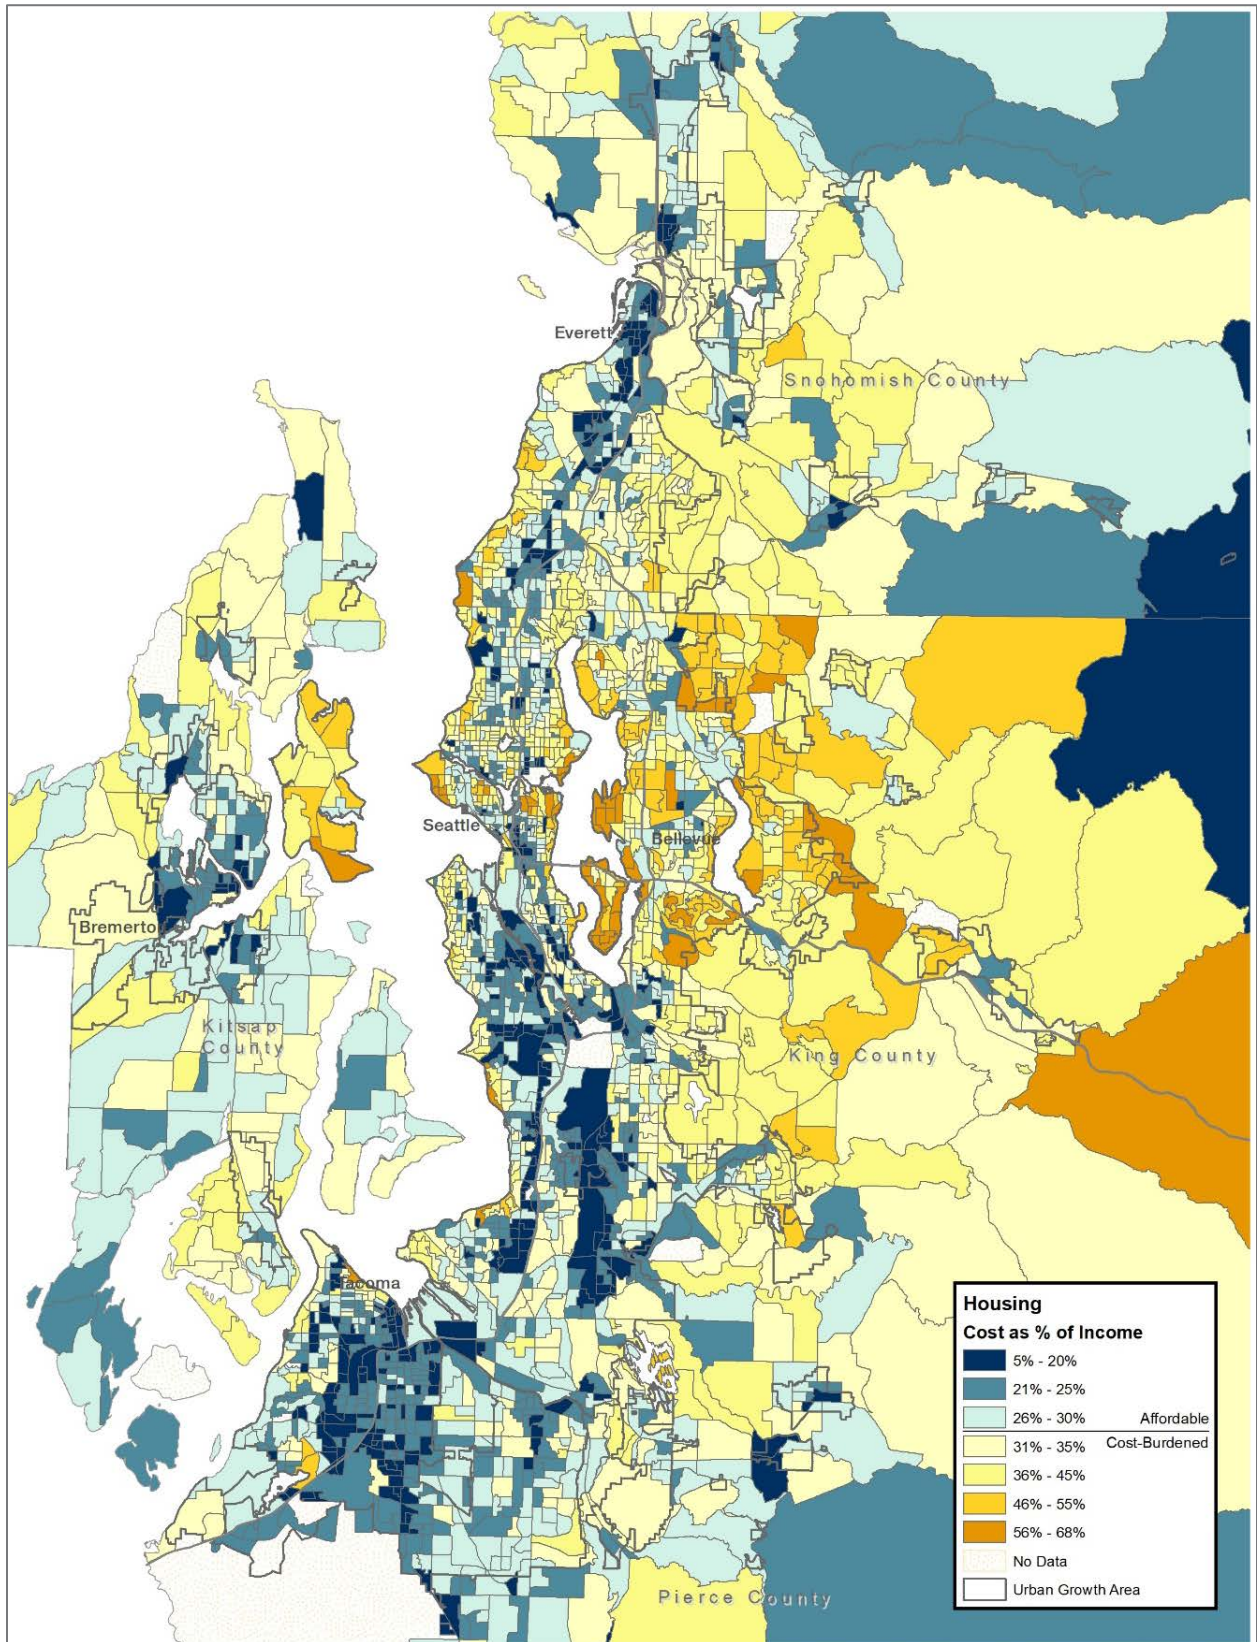 Everett
Snohomish County
Seattle
Bellevue
Bremerto
Kitsap
County
King County
Tacoma
Pierce County
Housing
Cost as % of Income
5% - 20%
21% - 25%
26% - 30%
Affordable
Cost-Burdened
31% - 35%
36% - 45%
46% - 55%
56% - 68%
No Data
Urban Growth Area